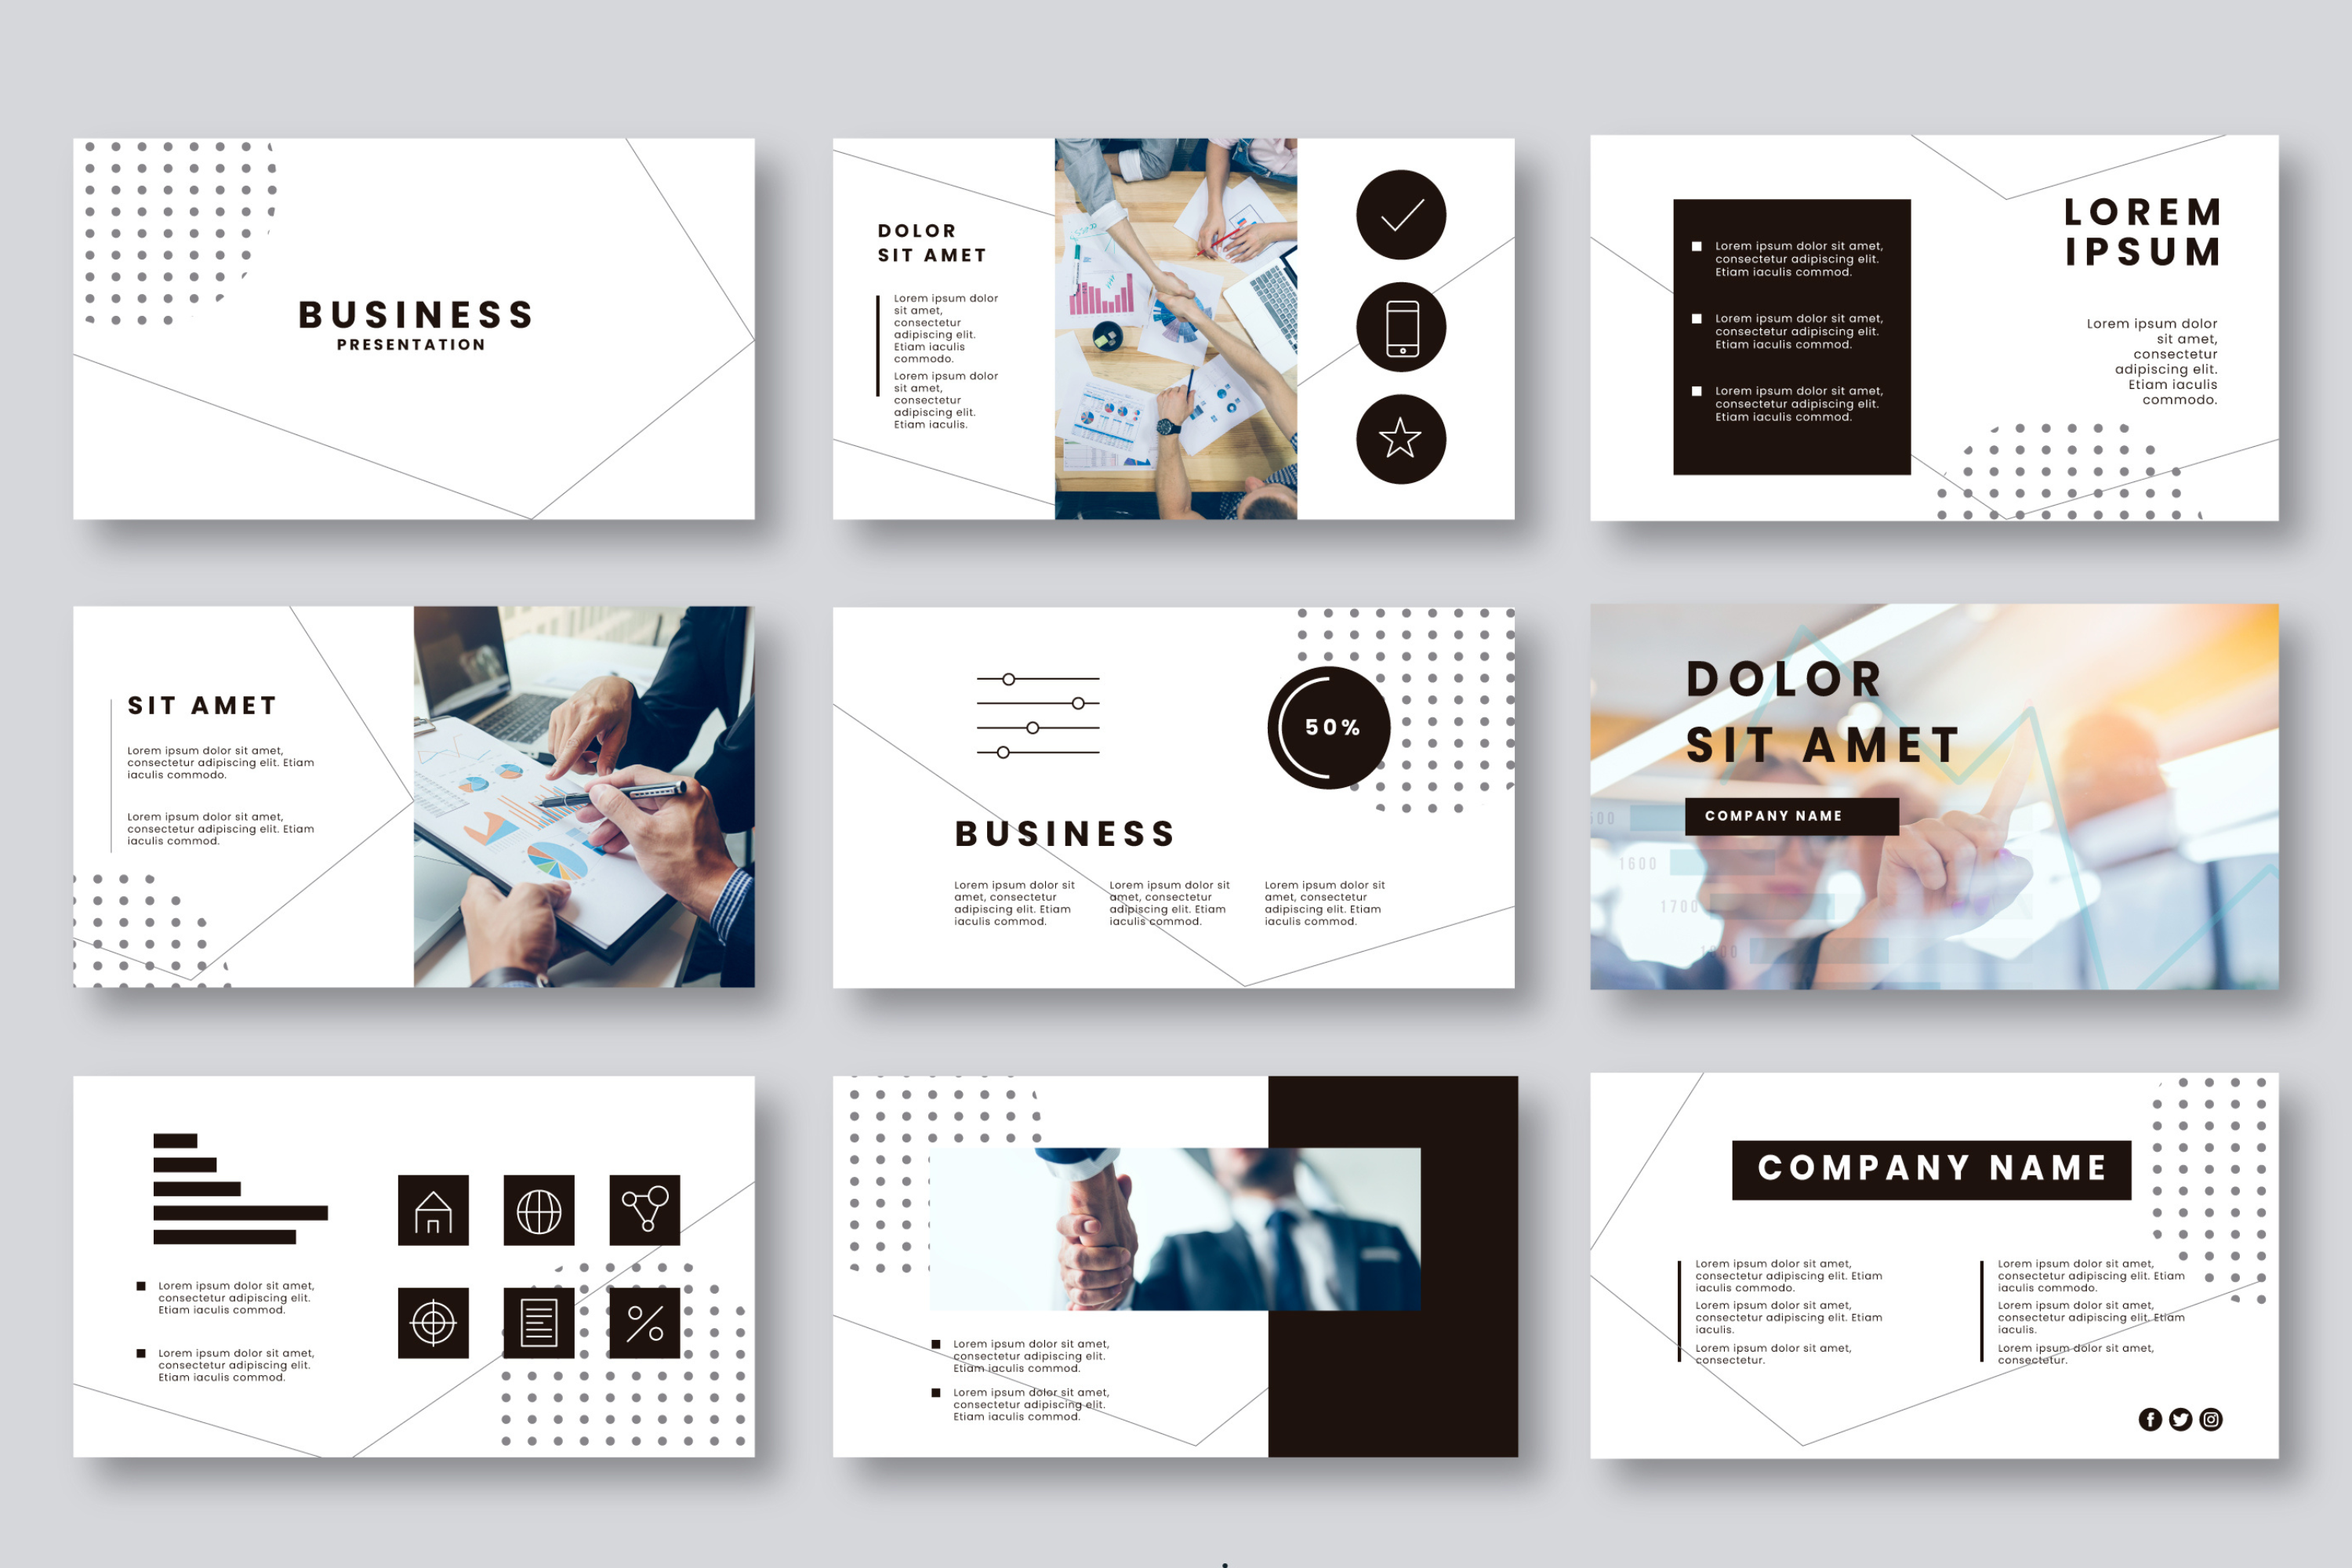 BUSINESS
PRESENTATION
DOLOR
SIT AMET
Lorem ipsum dolor
sit amet,
consectetur
adipiscing elit.
Etiam iaculis
commodo.
Lorem ipsum dolor
sit amet,
consectetur
adipiscing elit.
Etiam iaculis.
Lorem ipsum dolor sit amet,
consectetur adipiscing elit.
Etiam iaculis commod.
Lorem ipsum dolor sit amet,
consectetur adipiscing elit.
Etiam iaculis commod.
Lorem ipsum dolor sit amet,
consectetur adipiscing elit.
Etiam iaculis commod.
LOREM
IPSUM
Lorem ipsum dolor
sit amet,
consectetur
adipiscing elit.
Etiam iaculis
commodo.
SIT AMET
Lorem ipsum dolor sit amet,
consectetur adipiscing elit. Etiam
iaculis commodo.
Lorem ipsum dolor sit amet,
consectetur adipiscing elit. Etiam
iaculis commod.
50%
BUSINESS
Lorem ipsum dolor sit
amet, consectetur
adipiscing elit. Etiam
iaculis commod.
Lorem ipsum dolor sit
amet, consectetur
adipiscing elit. Etiam
iaculis commod.
Lorem ipsum dolor sit
amet, consectetur
adipiscing elit. Etiam
iaculis commod.
DOLOR
SIT AMET
COMPANY NAME
1600
1700
Lorem ipsum dolor sit amet,
consectetur adipiscing elit.
Etiam iaculis commod.
Lorem ipsum dolor sit amet,
consectetur adipiscing elit.
Etiam iaculis commod.
%
Lorem ipsum dolor sit amet,
consectetur adipiscing elit.
Etiam iaculis commod.
Lorem ipsum dolor sit amet,
consectetur adipiscing elit.
Etiam iaculis commod.
COMPANY NAME
Lorem ipsum dolor sit amet,
consectetur adipiscing elit. Etiam
iaculis commodo.
Lorem ipsum dolor sit amet,
consectetur adipiscing elit. Etiam
iaculis.
Lorem ipsum dolor sit amet,
consectetur.
Lorem ipsum dolor sit amet,
consectetur adipiscing elit. Etiam
iaculis commodo.
Lorem ipsum dolor sit amet,
consectetur adipiscing elit. Etiam
iaculis.
Lorem ipsum dolor sit amet,
consectetur.